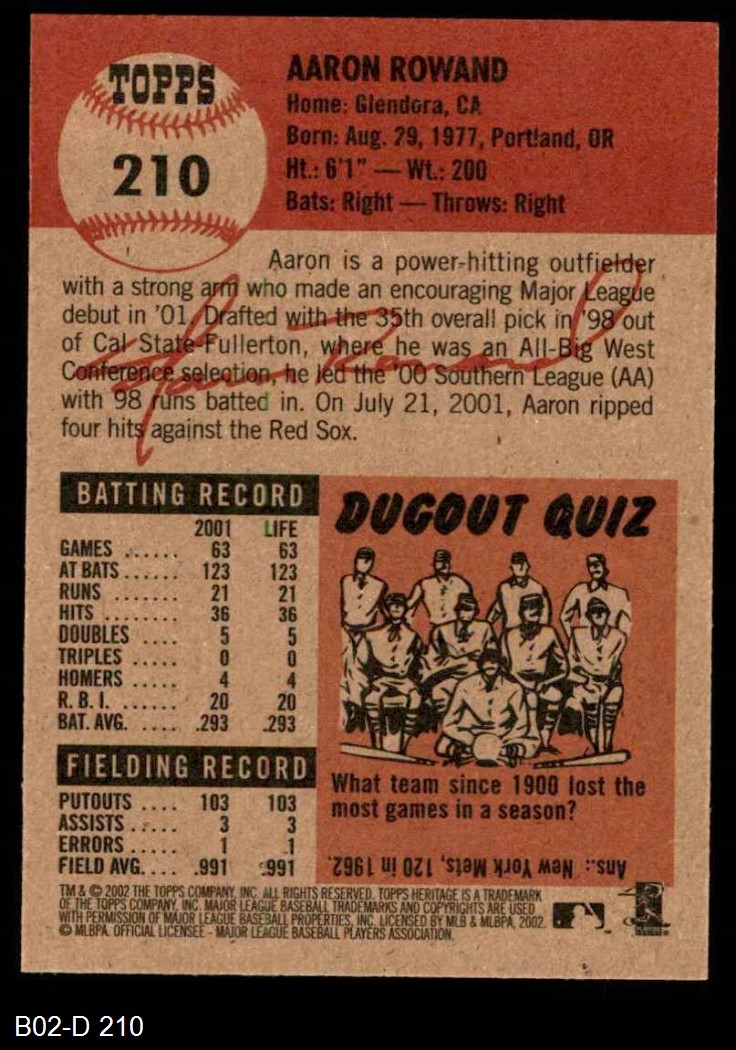 TOPPS
210
AARON ROWAND
Home: Glendora, CA
Born: Aug. 29, 1977, Portland, OR
Ht.: 6'1" — Wt.: 200
Bats: Right — Throws: Right
Aaron is a power-hitting outfielder
with a strong arm who made an encouraging Major League
debut in '01. Drafted with the 35th overall pick in '98 out
of Cal State-Fullerton, where he was an All-Big West
Conference selection, he led the '00 Southern League (AA)
with 98 runs batted in. On July 21, 2001, Aaron ripped
four hits against the Red Sox.
Aaron Rowand
BATTING RECORD
2001 LIFE
GAMES ...... 63 63
AT BATS ...... 123 123
RUNS ....... 21 21
HITS ........ 36 36
DOUBLES .... 5 5
TRIPLES .... 0 0
HOMERS ..... 4 4
R. B. I. ...... 20 20
BAT. AVG. ... .293 .293
FIELDING RECORD
PUTOUTS .... 103 103
ASSISTS ..... 3 3
ERRORS ..... 1 .1
FIELD AVG. ... .991 .991
DUGOUT QUIZ
What team since 1900 lost the
most games in a season?
Ans.: New York Mets, 120 in 1962.
TM & © 2002 THE TOPPS COMPANY, INC. ALL RIGHTS RESERVED. TOPPS HERITAGE IS A TRADEMARK
OF THE TOPPS COMPANY, INC. MAJOR LEAGUE BASEBALL TRADEMARKS AND COPYRIGHTS ARE USED
WITH PERMISSION OF MAJOR LEAGUE BASEBALL PROPERTIES, INC. LICENSED BY MLB & MLBPA, 2002.
© MLBPA. OFFICIAL LICENSEE - MAJOR LEAGUE BASEBALL PLAYERS ASSOCIATION.
B02-D 210